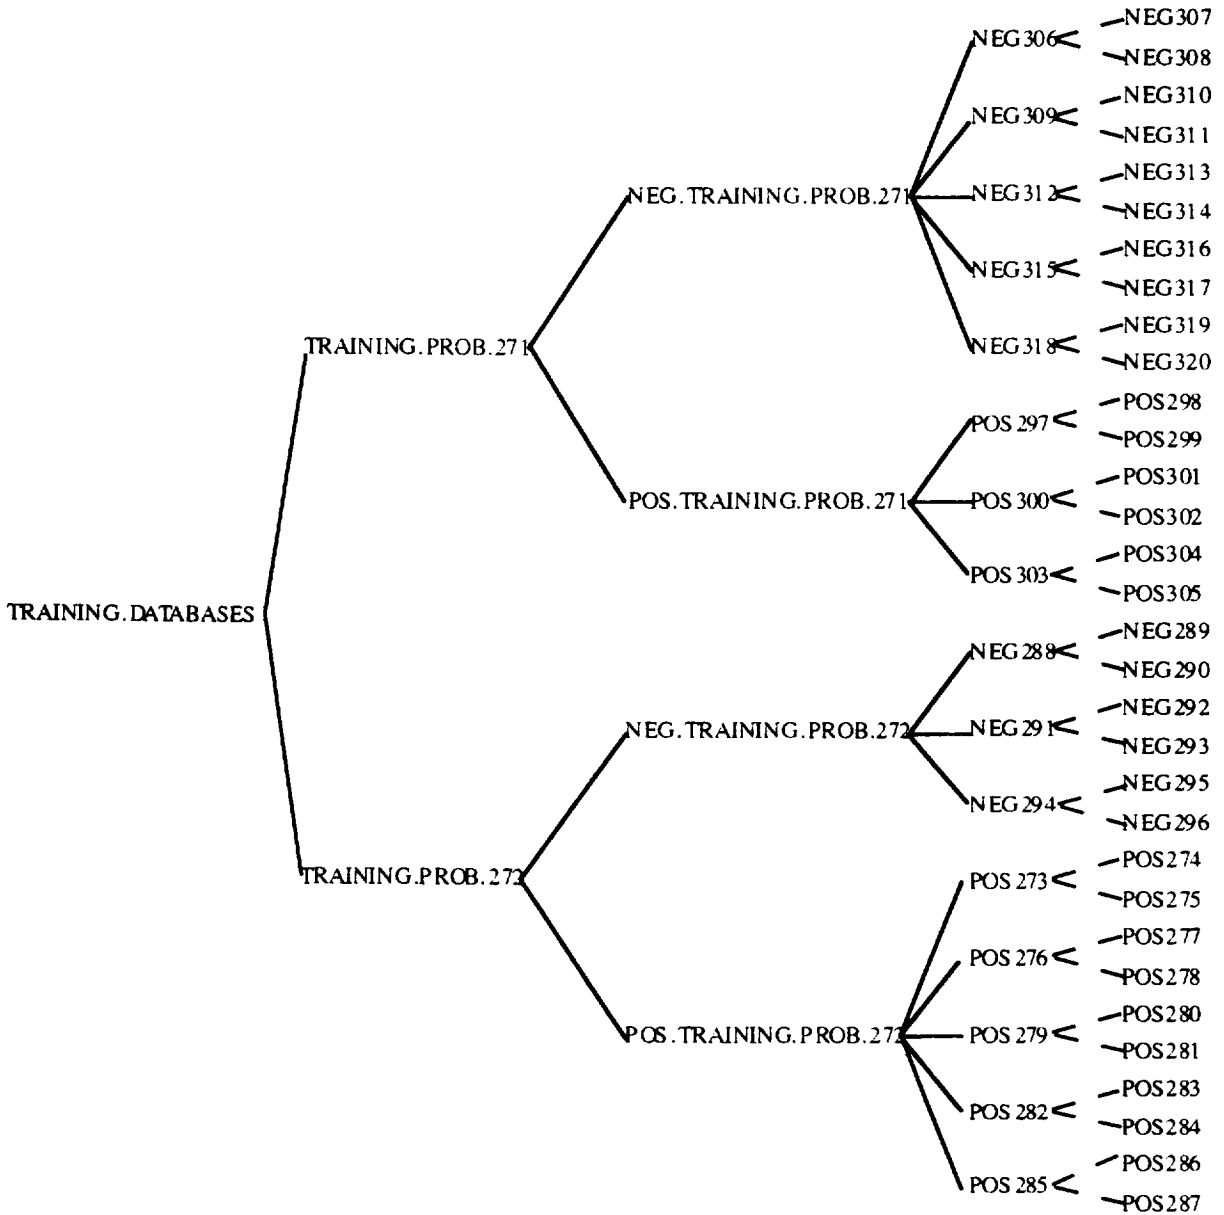 NEG307
NEG306
NEG308
NEG310
NEG309
NEG311
NEG313
NEG.TRAINING.PROB.271
NEG312
NEG314
NEG316
NEG315
NEG317
NEG319
TRAINING.PROB.271
NEG318
NEG320
POS298
POS297
POS299
POS301
POS.TRAINING.PROB.271
POS300
POS302
POS304
POS303
POS305
TRAINING.DATABASES
NEG289
NEG288
NEG290
NEG292
NEG.TRAINING.PROB.272
NEG291
NEG293
NEG295
NEG294
NEG296
POS274
TRAINING.PROB.272
POS273
POS275
POS277
POS276
POS278
POS280
POS.TRAINING.PROB.272
POS279
POS281
POS283
POS282
POS284
POS286
POS285
POS287